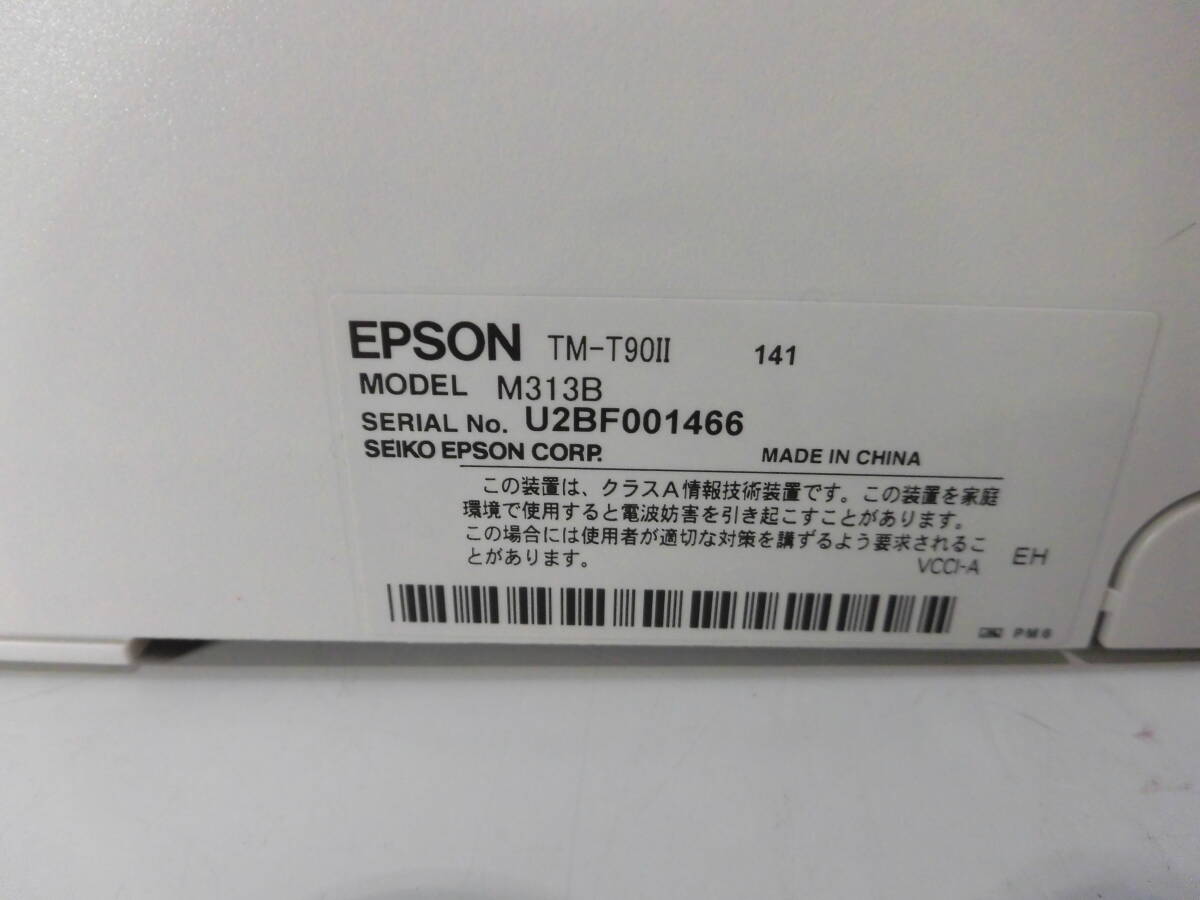 EPSON TM-T90II 141
MODEL M313B
SERIAL No. U2BF001466
SEIKO EPSON CORP. MADE IN CHINA
この装置は、クラスA情報技術装置です。この装置を家庭
環境で使用すると電波妨害を引き起こすことがあります。
この場合には使用者が適切な対策を講ずるよう要求されるこ
とがあります。 VCCI-A EH